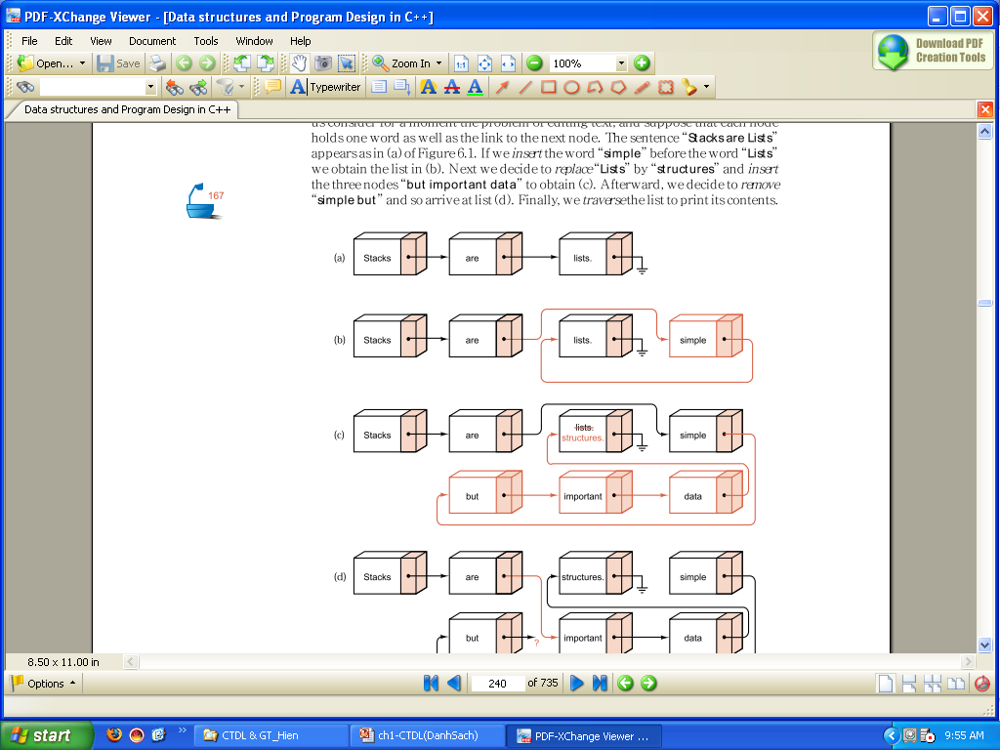 PDF-XChange Viewer - [Data structures and Program Design in C++]
File Edit View Document Tools Window Help
Download PDF
Creation Tools
Open... Save Zoom In 1:1 100%
Typewriter
Data structures and Program Design in C++
us consider for a moment the problem of editing text, and suppose that each node
holds one word as well as the link to the next node. The sentence “Stacks are Lists”
appears as in (a) of Figure 6.1. If we insert the word “simple” before the word “Lists”
we obtain the list in (b). Next we decide to replace “Lists” by “structures” and insert
the three nodes “but important data” to obtain (c). Afterward, we decide to remove
“simple but” and so arrive at list (d). Finally, we traverse the list to print its contents.
167
(a) Stacks are lists.
(b) Stacks are lists. simple
(c) Stacks are lists. simple
structures.
but important data
(d) Stacks are structures. simple
but ? important data
8.50 x 11.00 in
Options 240 of 735
start » CTDL & GT_Hien ch1-CTDL(DanhSach) PDF-XChange Viewer ... 9:55 AM